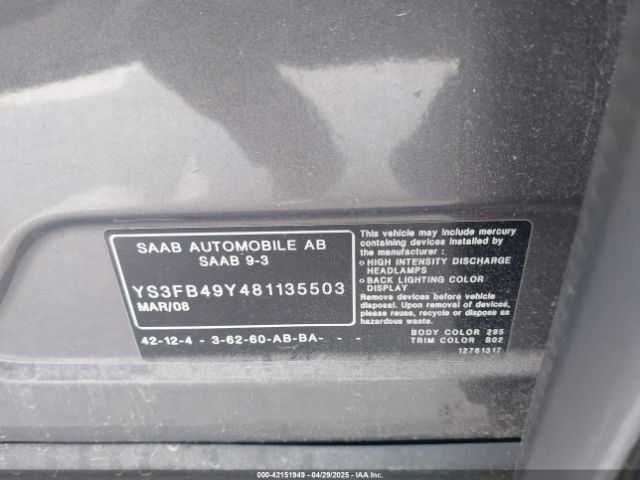 SAAB AUTOMOBILE AB
SAAB 9-3
YS3FB49Y481135503
MAR/08
42-12-4 - 3-62-60-AB-BA- - -
This vehicle may include mercury
containing devices installed by
the manufacturer :
○ HIGH INTENSITY DISCHARGE
HEADLAMPS
○ BACK LIGHTING COLOR
DISPLAY
Remove devices before vehicle
disposal. Upon removal of devices,
please reuse, recycle or dispose as
hazardous waste.
BODY COLOR 295
TRIM COLOR B02
12781317
000-42151949 - 04/29/2025 - IAAI, Inc.